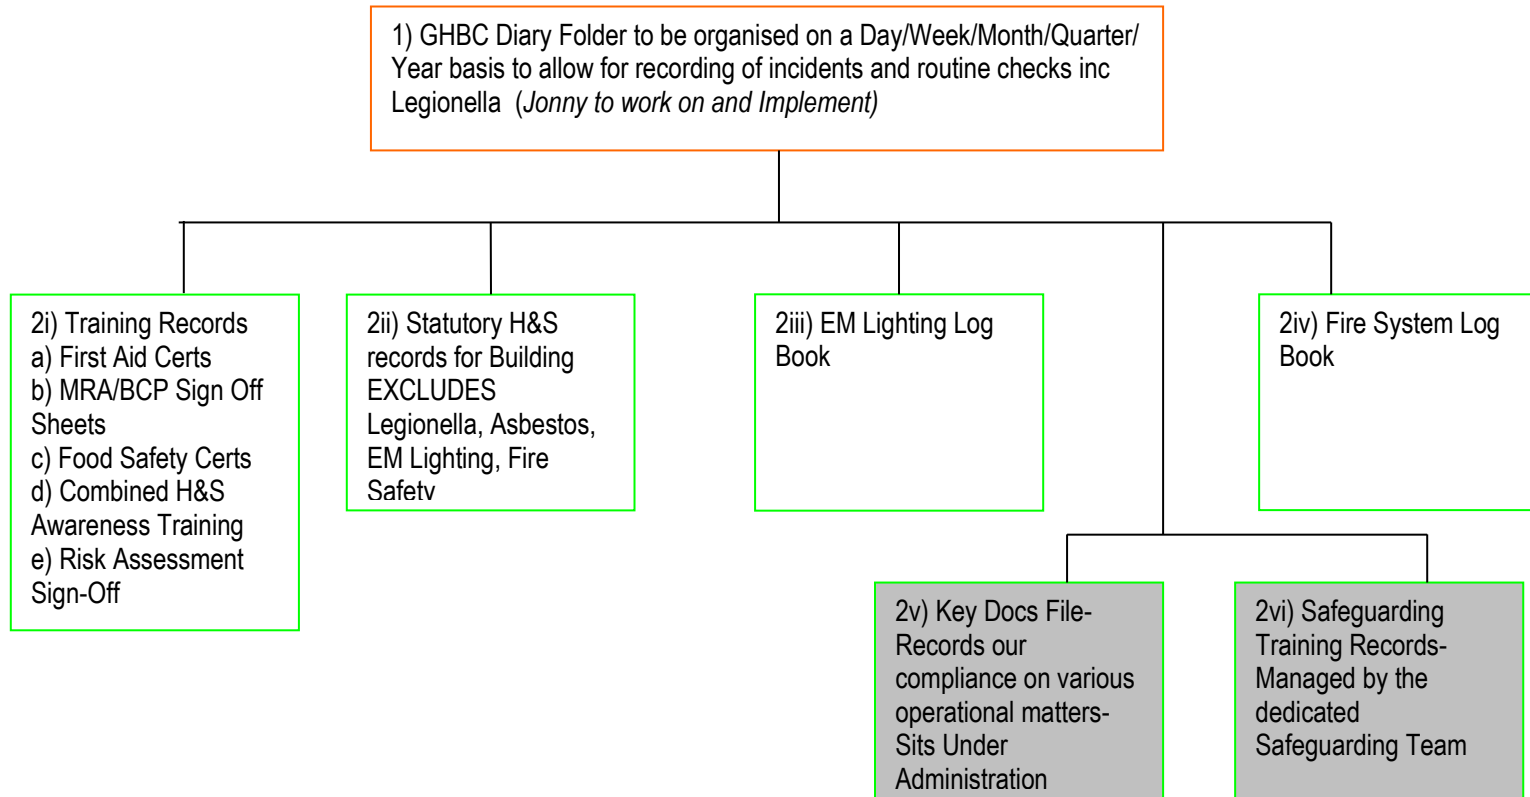 1) GHBC Diary Folder to be organised on a Day/Week/Month/Quarter/
Year basis to allow for recording of incidents and routine checks inc
Legionella (Jonny to work on and Implement)
2i) Training Records
a) First Aid Certs
b) MRA/BCP Sign Off
Sheets
c) Food Safety Certs
d) Combined H&S
Awareness Training
e) Risk Assessment
Sign-Off
2ii) Statutory H&S
records for Building
EXCLUDES
Legionella, Asbestos,
EM Lighting, Fire
Safety
2iii) EM Lighting Log
Book
2iv) Fire System Log
Book
2v) Key Docs File-
Records our
compliance on various
operational matters-
Sits Under
Administration
2vi) Safeguarding
Training Records-
Managed by the
dedicated
Safeguarding Team